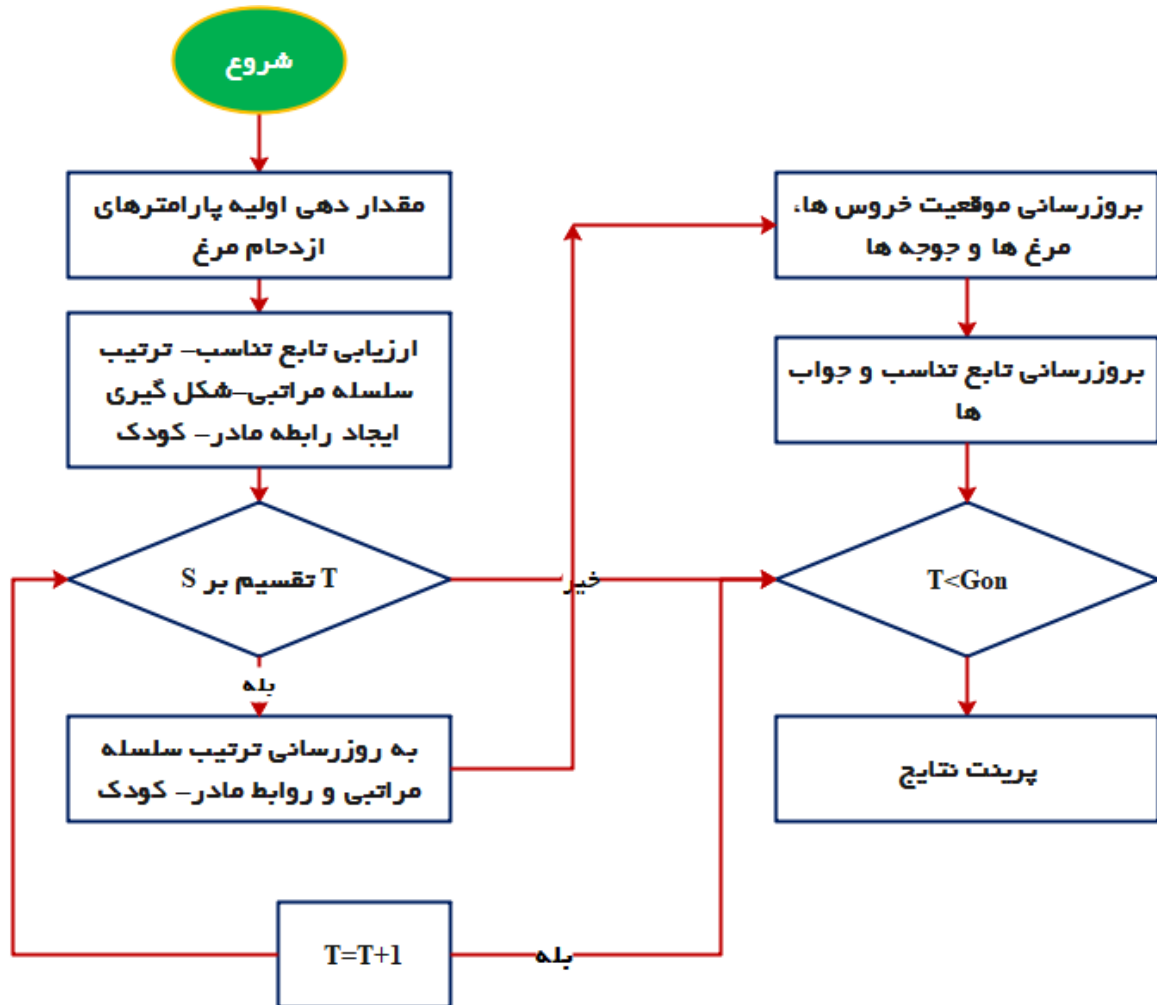 شروع
مقدار دهی اولیه پارامترهای
ازدحام مرغ
ارزیابی تابع تناسب– ترتیب
سلسله مراتبی–شکل گیری
ایجاد رابطه مادر– کودک
T تقسیم بر S
خیر
بله
به روزرسانی ترتیب سلسله
مراتبی و روابط مادر– کودک
بروزرسانی موقعیت خروس ها،
مرغ ها و جوجه ها
بروزرسانی تابع تناسب و جواب
ها
T<Gon
پرینت نتایج
بله
T=T+1